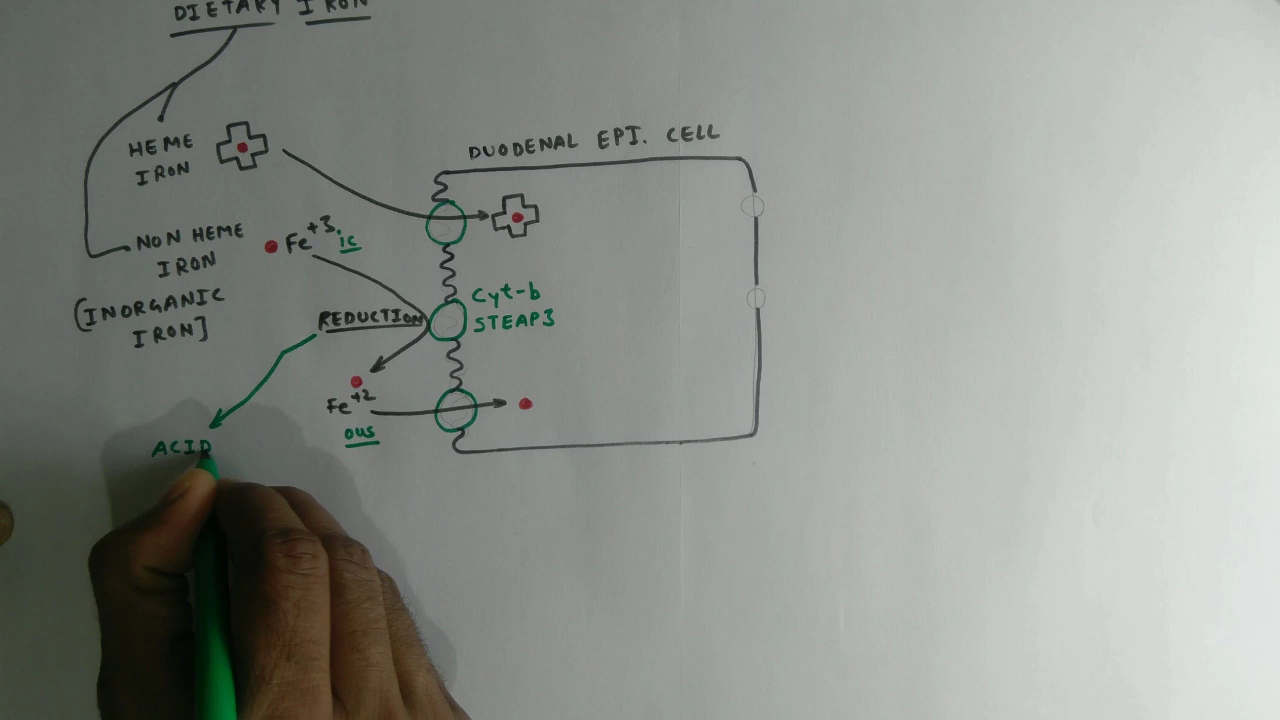 DIETARY IRON
HEME
IRON
DUODENAL EPI. CELL
NON HEME
IRON
Fe+3.ic
(INORGANIC
IRON]
REDUCTION
Cyt-b
STEAP3
Fe+2
ous
ACID